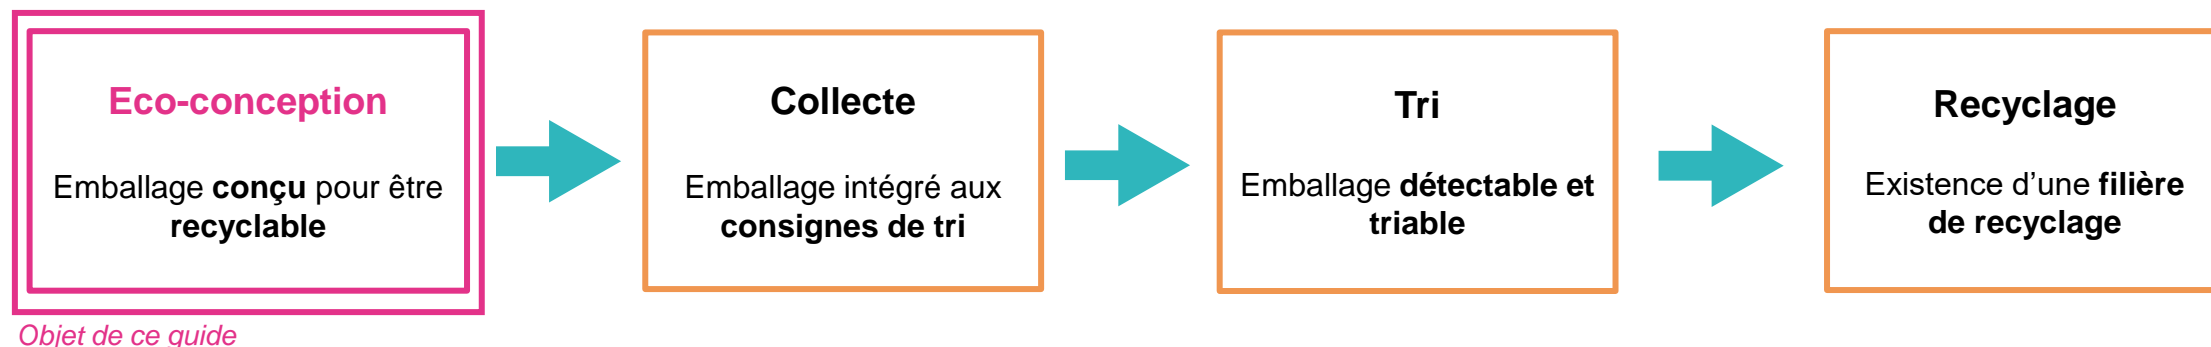 Eco-conception
Emballage conçu pour être
recyclable
Collecte
Emballage intégré aux
consignes de tri
Tri
Emballage détectable et
triable
Recyclage
Existence d’une filière
de recyclage
Objet de ce guide